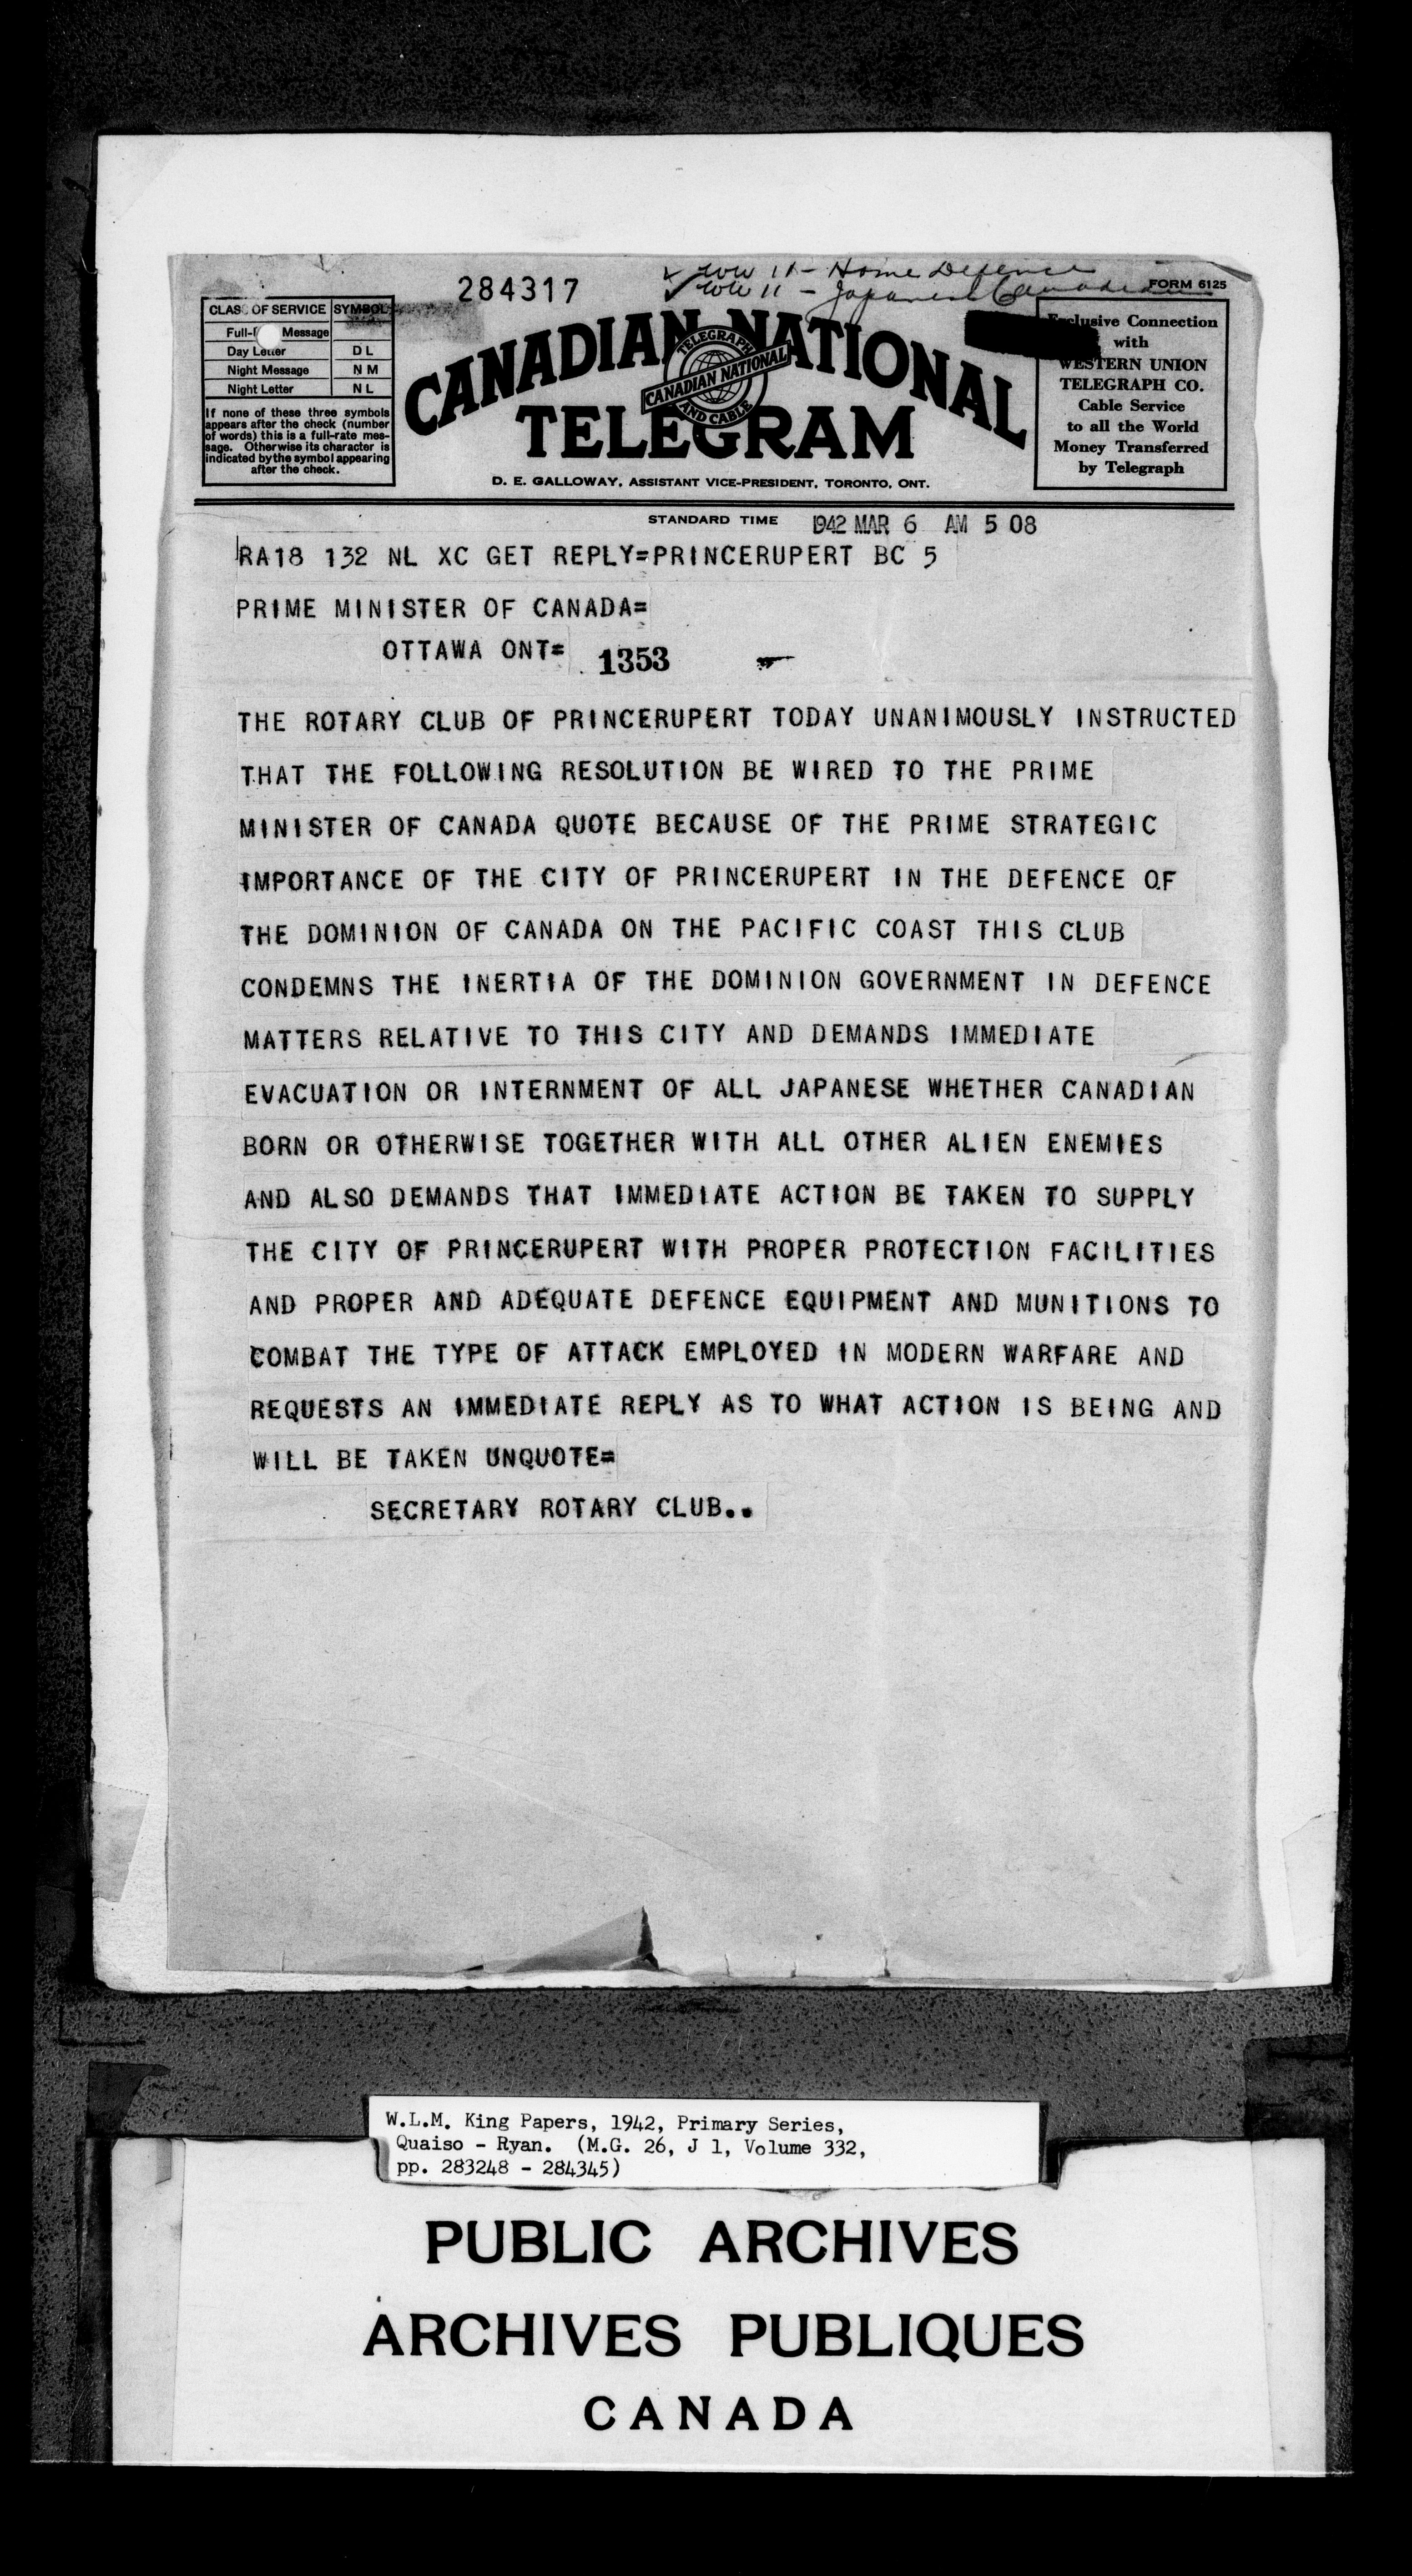 284317
✓ WW II - Home Defence
✓ WW II - Japanese Canadians
FORM 6125
CLASS OF SERVICE SYMBOL
Full- Message
Day Letter D L
Night Message N M
Night Letter N L
If none of these three symbols
appears after the check (number
of words) this is a full-rate mes-
sage. Otherwise its character is
indicated by the symbol appearing
after the check.
CANADIAN NATIONAL
TELEGRAM
TELEGRAPH
CANADIAN NATIONAL
AND CABLE
D. E. GALLOWAY, ASSISTANT VICE-PRESIDENT, TORONTO, ONT.
Exclusive Connection
with
WESTERN UNION
TELEGRAPH CO.
Cable Service
to all the World
Money Transferred
by Telegraph
STANDARD TIME 1942 MAR 6 AM 5 08
RA18 132 NL XC GET REPLY=PRINCERUPERT BC 5
PRIME MINISTER OF CANADA=
OTTAWA ONT= 1353
THE ROTARY CLUB OF PRINCERUPERT TODAY UNANIMOUSLY INSTRUCTED
THAT THE FOLLOWING RESOLUTION BE WIRED TO THE PRIME
MINISTER OF CANADA QUOTE BECAUSE OF THE PRIME STRATEGIC
IMPORTANCE OF THE CITY OF PRINCERUPERT IN THE DEFENCE OF
THE DOMINION OF CANADA ON THE PACIFIC COAST THIS CLUB
CONDEMNS THE INERTIA OF THE DOMINION GOVERNMENT IN DEFENCE
MATTERS RELATIVE TO THIS CITY AND DEMANDS IMMEDIATE
EVACUATION OR INTERNMENT OF ALL JAPANESE WHETHER CANADIAN
BORN OR OTHERWISE TOGETHER WITH ALL OTHER ALIEN ENEMIES
AND ALSO DEMANDS THAT IMMEDIATE ACTION BE TAKEN TO SUPPLY
THE CITY OF PRINCERUPERT WITH PROPER PROTECTION FACILITIES
AND PROPER AND ADEQUATE DEFENCE EQUIPMENT AND MUNITIONS TO
COMBAT THE TYPE OF ATTACK EMPLOYED IN MODERN WARFARE AND
REQUESTS AN IMMEDIATE REPLY AS TO WHAT ACTION IS BEING AND
WILL BE TAKEN UNQUOTE=
SECRETARY ROTARY CLUB..
W.L.M. King Papers, 1942, Primary Series,
Quaiso - Ryan. (M.G. 26, J 1, Volume 332,
pp. 283248 - 284345)
PUBLIC ARCHIVES
ARCHIVES PUBLIQUES
CANADA